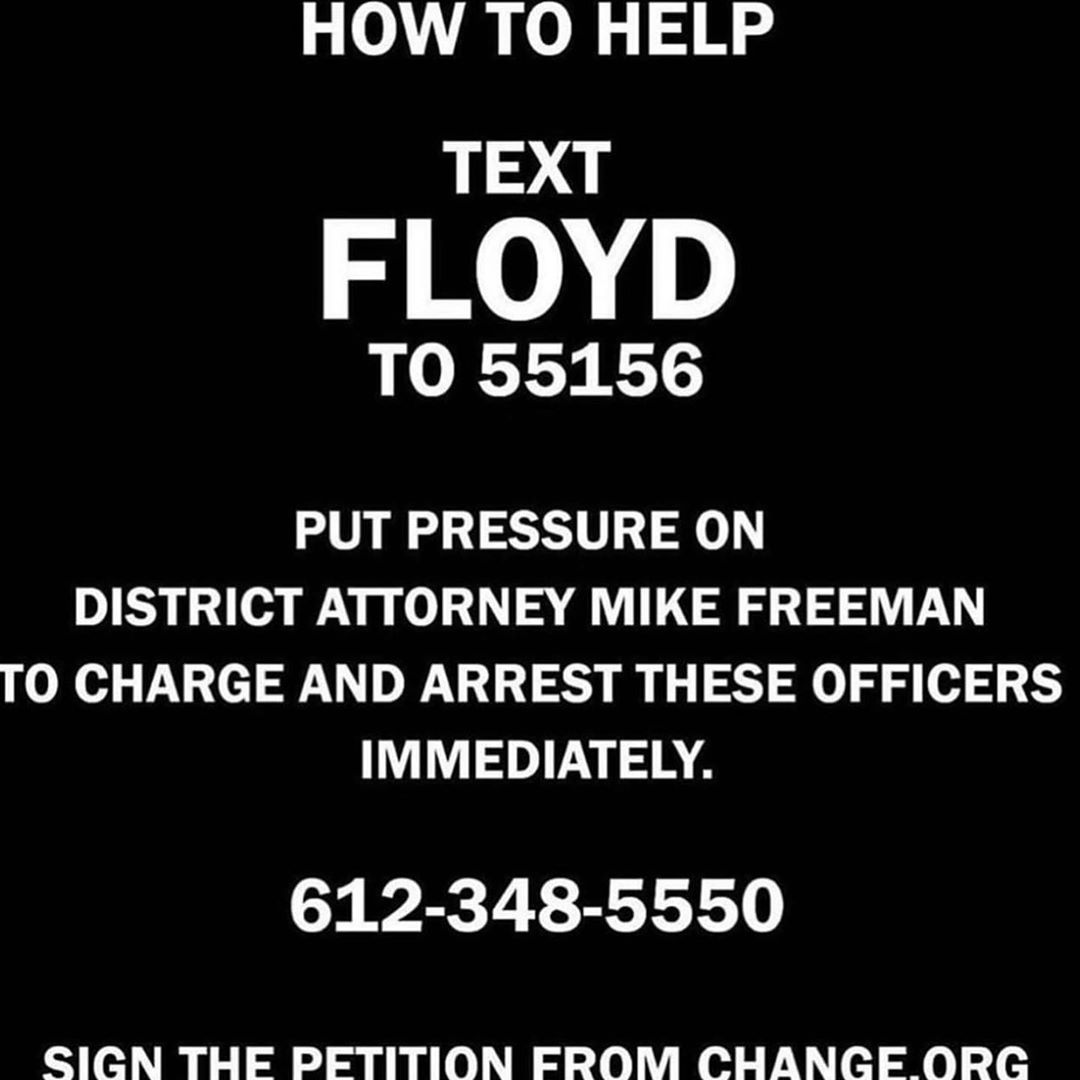 HOW TO HELP
TEXT
FLOYD
TO 55156
PUT PRESSURE ON
DISTRICT ATTORNEY MIKE FREEMAN
TO CHARGE AND ARREST THESE OFFICERS
IMMEDIATELY.
612-348-5550
SIGN THE PETITION FROM CHANGE.ORG